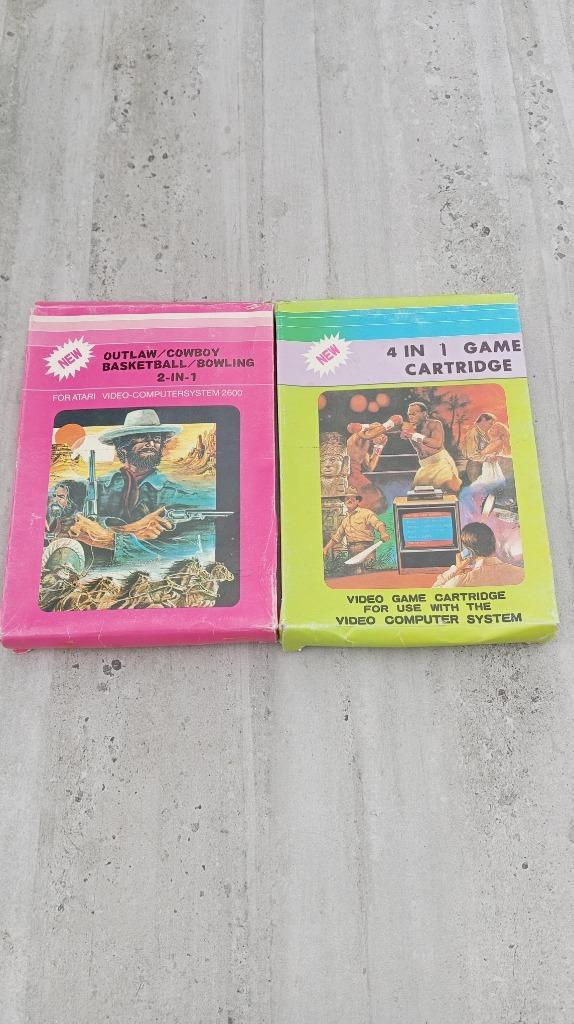 NEW
OUTLAW/COWBOY
BASKETBALL/BOWLING
2-IN-1
FOR ATARI VIDEO-COMPUTERSYSTEM 2600
NEW
4 IN 1 GAME
CARTRIDGE
VIDEO GAME CARTRIDGE
FOR USE WITH THE
VIDEO COMPUTER SYSTEM